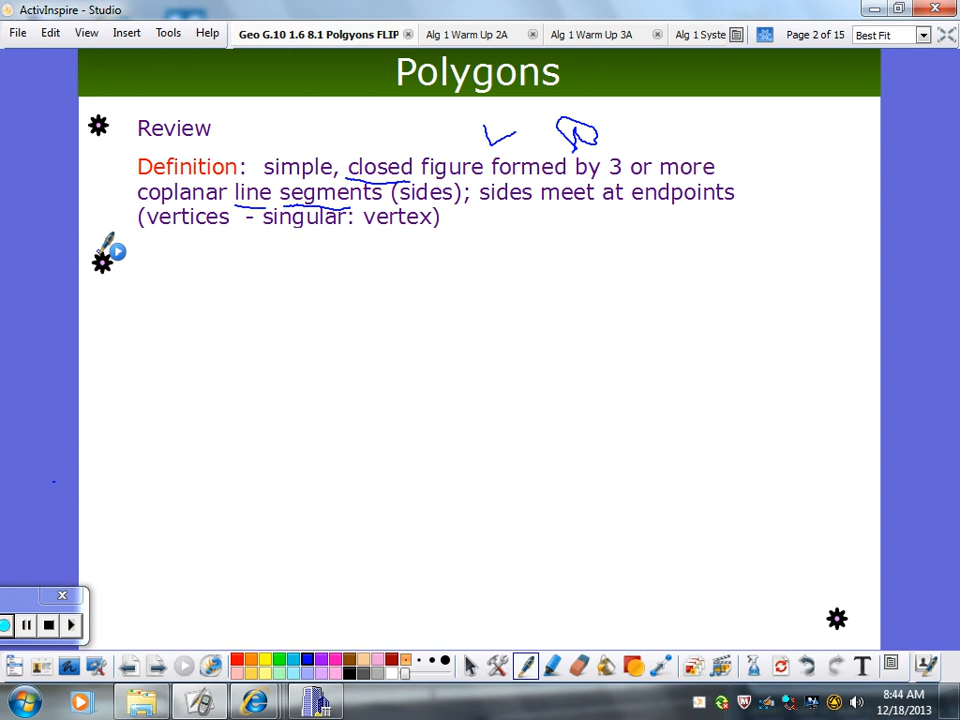 ActivInspire - Studio
File Edit View Insert Tools Help
Geo G.10 1.6 8.1 Polgyons FLIP
Alg 1 Warm Up 2A
Alg 1 Warm Up 3A
Alg 1 Syste
Page 2 of 15
Best Fit
Polygons
Review
Definition: simple, closed figure formed by 3 or more
coplanar line segments (sides); sides meet at endpoints
(vertices - singular: vertex)
8:44 AM
12/18/2013